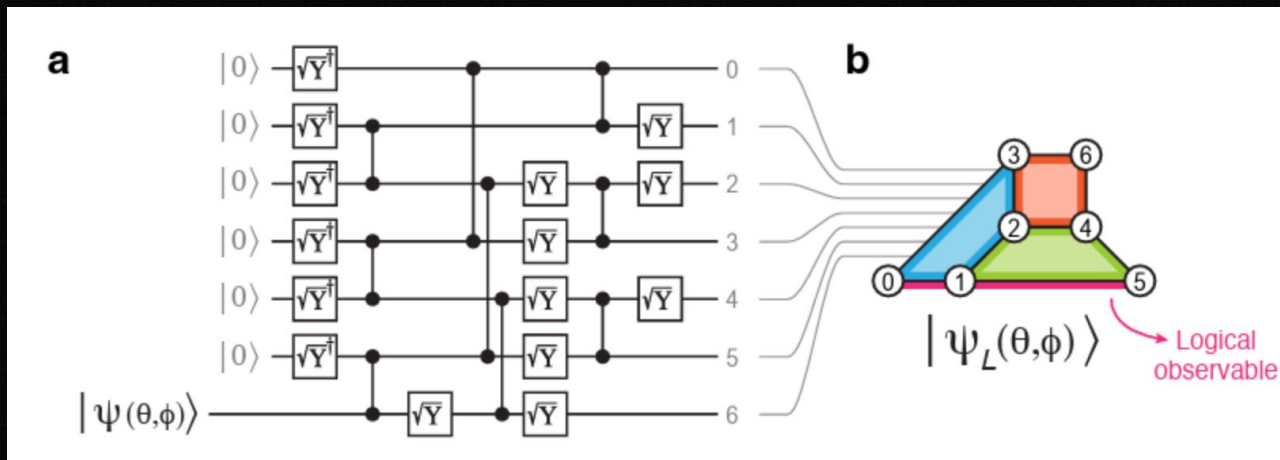 a
b
|0⟩ √Y† 0
|0⟩ √Y† √Y 1
|0⟩ √Y† √Y √Y 2
|0⟩ √Y† √Y 3
|0⟩ √Y† √Y √Y 4
|0⟩ √Y† √Y 5
|ψ(θ,ϕ)⟩ √Y √Y 6
3 6
2 4
0 1 5
|ψL(θ,ϕ)⟩
Logical
observable